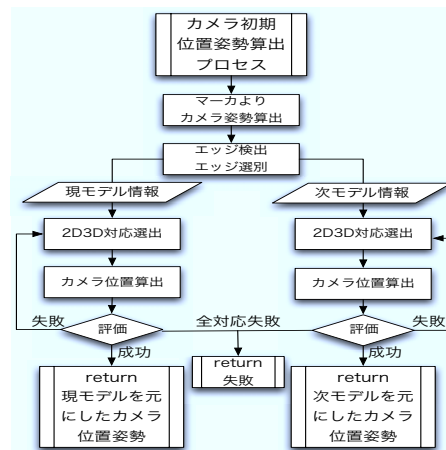 カメラ初期
位置姿勢算出
プロセス
マーカより
カメラ姿勢算出
エッジ検出
エッジ選別
現モデル情報
次モデル情報
2D3D対応選出
2D3D対応選出
カメラ位置算出
カメラ位置算出
失敗
評価
全対応失敗
評価
失敗
成功
成功
return
現モデルを元
にしたカメラ
位置姿勢
return
失敗
return
次モデルを元
にしたカメラ
位置姿勢